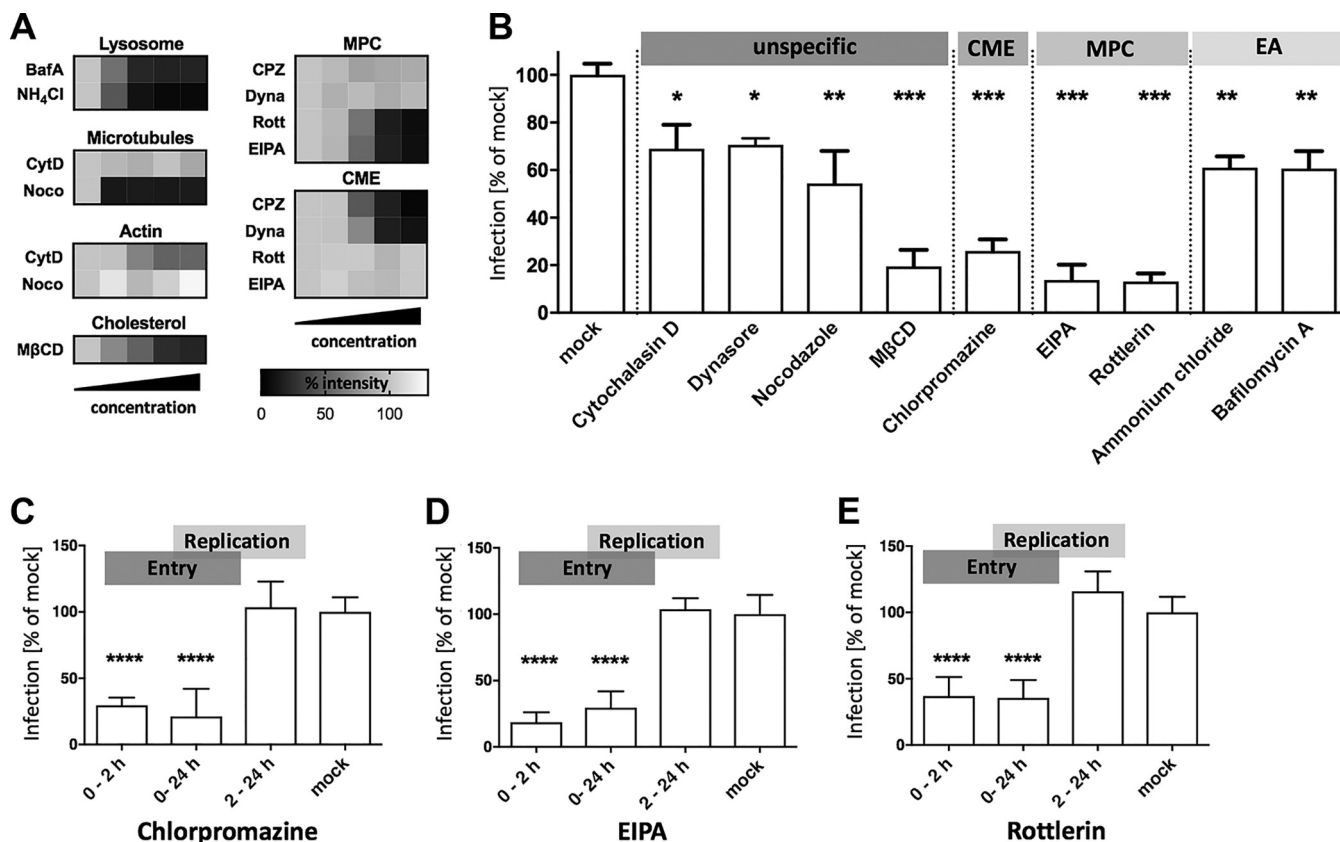 A
Lysosome
BafA
NH₄Cl
Microtubules
CytD
Noco
Actin
CytD
Noco
Cholesterol
MβCD
concentration
MPC
CPZ
Dyna
Rott
EIPA
CME
CPZ
Dyna
Rott
EIPA
concentration
% intensity
0 50 100
B
unspecific CME MPC EA
Infection [% of mock]
100
80
60
40
20
0
* * ** *** *** *** *** ** **
mock Cytochalasin D Dynasore Nocodazole MβCD Chlorpromazine EIPA Rottlerin Ammonium chloride Bafilomycin A
C
Replication
Entry
Infection [% of mock]
150
100
50
0
**** ****
0 - 2 h 0- 24 h 2 - 24 h mock
Chlorpromazine
D
Replication
Entry
Infection [% of mock]
150
100
50
0
**** ****
0 - 2 h 0- 24 h 2 - 24 h mock
EIPA
E
Replication
Entry
Infection [% of mock]
150
100
50
0
**** ****
0 - 2 h 0- 24 h 2 - 24 h mock
Rottlerin